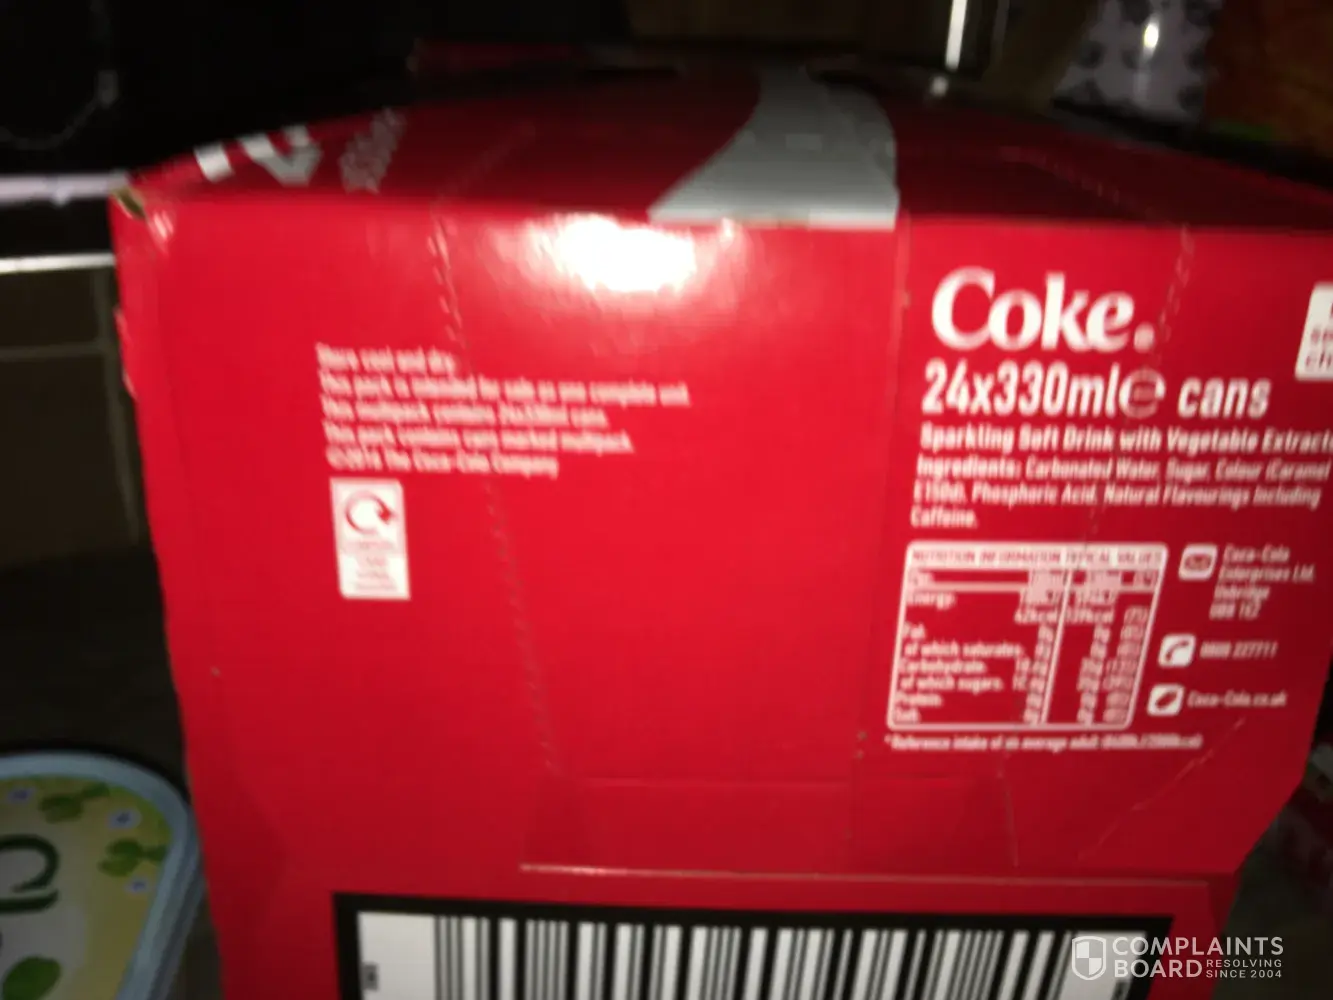 Store cool and dry.
This pack is intended for sale as one complete unit.
This multipack contains 24x330ml cans.
This pack contains cans marked multipack.
The Coca-Cola Company
Coke.
24x330ml℮ cans
Sparkling Soft Drink with Vegetable Extracts
Ingredients: Carbonated Water, Sugar, Colour (Caramel
E150d), Phosphoric Acid, Natural Flavourings Including
Caffeine.
NUTRITION INFORMATION TYPICAL VALUES
Energy:
Fat:
of which saturates:
Carbohydrate:
of which sugars:
Protein:
Salt:
*Reference intake of an average adult
Coca-Cola
Enterprises Ltd,
Uxbridge
UB8 1EZ
0800 227711
Coca-Cola.co.uk
COMPLAINTS
BOARD RESOLVING
SINCE 2004